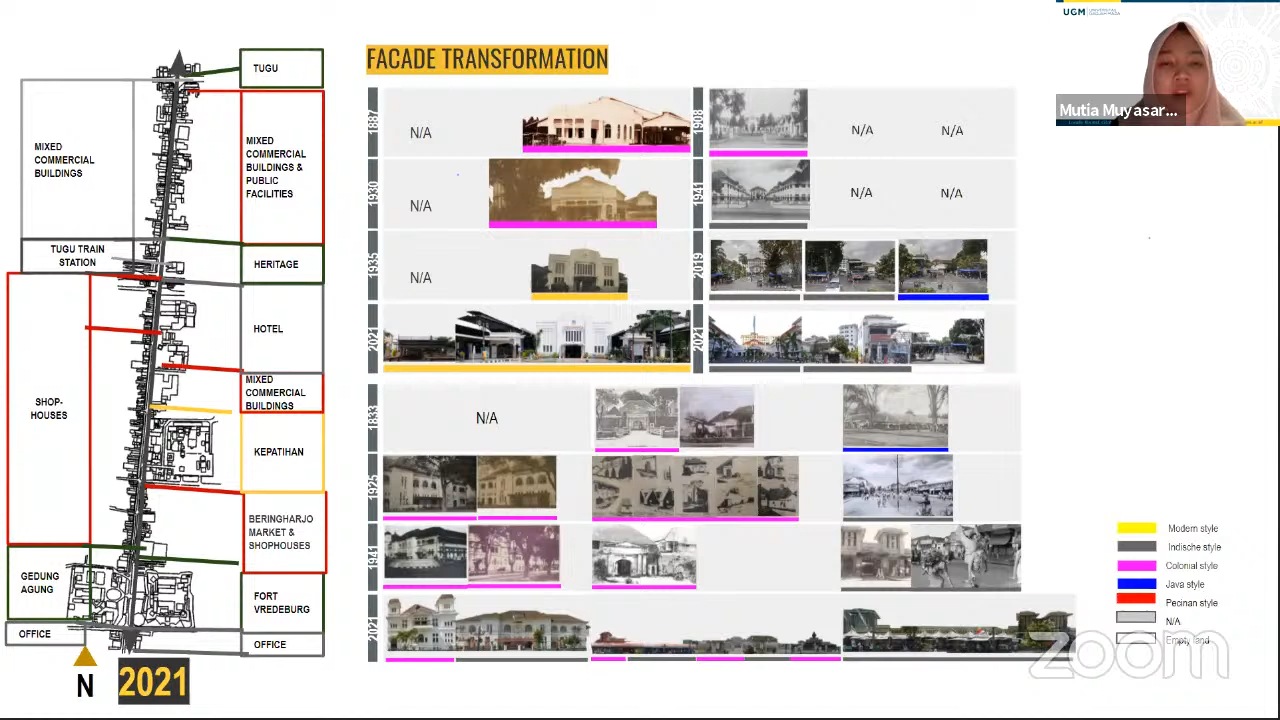 UGM
Mutia Muyasar...
FACADE TRANSFORMATION
TUGU
MIXED
COMMERCIAL
BUILDINGS
MIXED
COMMERCIAL
BUILDINGS &
PUBLIC
FACILITIES
TUGU TRAIN
STATION
HERITAGE
HOTEL
SHOP-
HOUSES
MIXED
COMMERCIAL
BUILDINGS
KEPATIHAN
BERINGHARJO
MARKET &
SHOPHOUSES
GEDUNG
AGUNG
FORT
VREDEBURG
OFFICE
OFFICE
N
2021
1887
N/A
1908
N/A
N/A
1930
N/A
1941
N/A
N/A
1935
N/A
2019
2021
2021
1833
N/A
1925
1941
2021
Modern style
Indische style
Colonial style
Java style
Pecinan style
N/A
Empty land
zoom